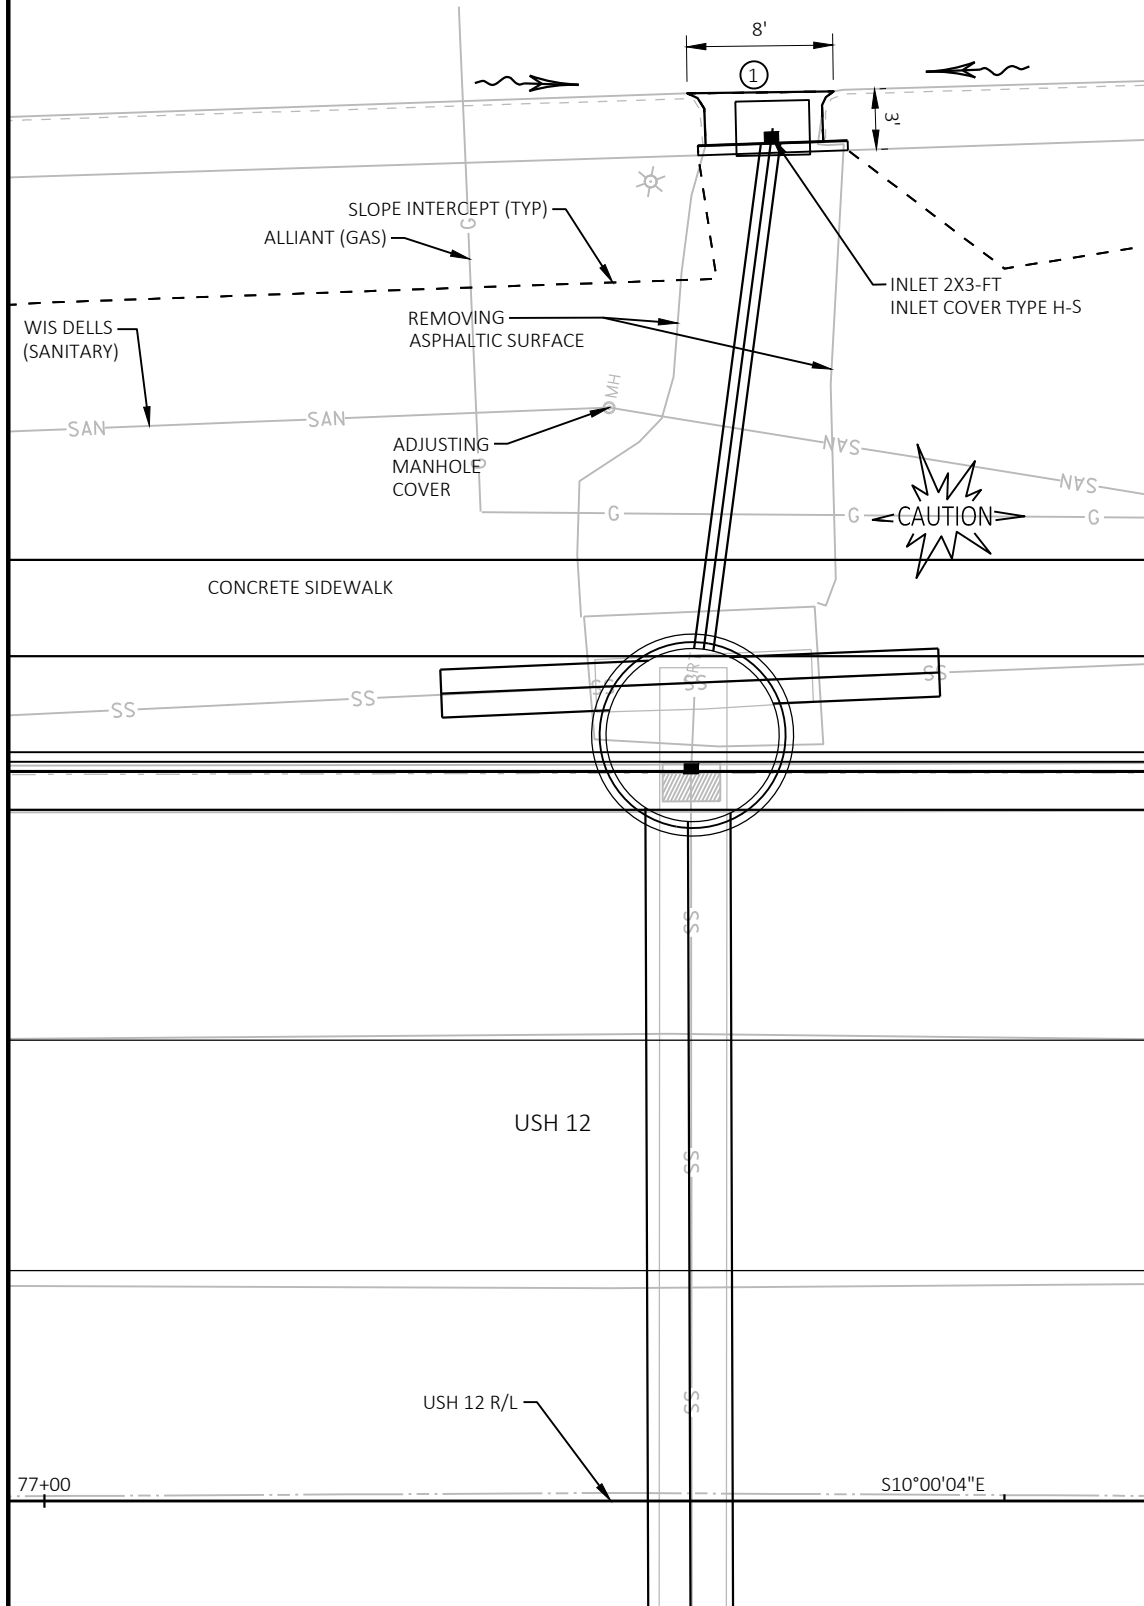 8'
1
3'
SLOPE INTERCEPT (TYP)
G
ALLIANT (GAS)
INLET 2X3-FT
INLET COVER TYPE H-S
WIS DELLS
(SANITARY)
REMOVING
ASPHALTIC SURFACE
MH
SAN
SAN
SAN
SAN
ADJUSTING
MANHOLE
COVER
G
G
G
G
CAUTION
CONCRETE SIDEWALK
SS
SS
SS
SS
SS
SS
USH 12
SS
SS
USH 12 R/L
77+00
S10°00'04"E